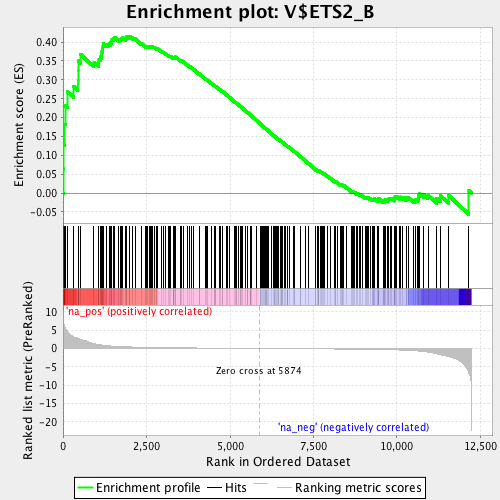 Enrichment plot: V$ETS2_B
Enrichment score (ES)
0.40
0.35
0.30
0.25
0.20
0.15
0.10
0.05
0.00
-0.05
'na_pos' (positively correlated)
Ranked list metric (PreRanked)
10
5
0
-5
-10
-15
-20
Zero cross at 5874
'na_neg' (negatively correlated)
0
2,500
5,000
7,500
10,000
12,500
Rank in Ordered Dataset
Enrichment profile
Hits
Ranking metric scores